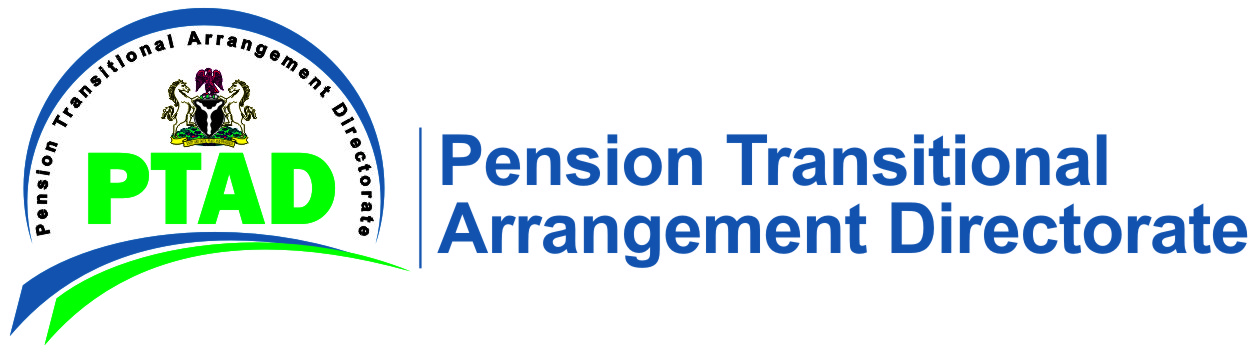 Pension Transitional Arrangement Directorate
PTAD
Pension Transitional
Arrangement Directorate